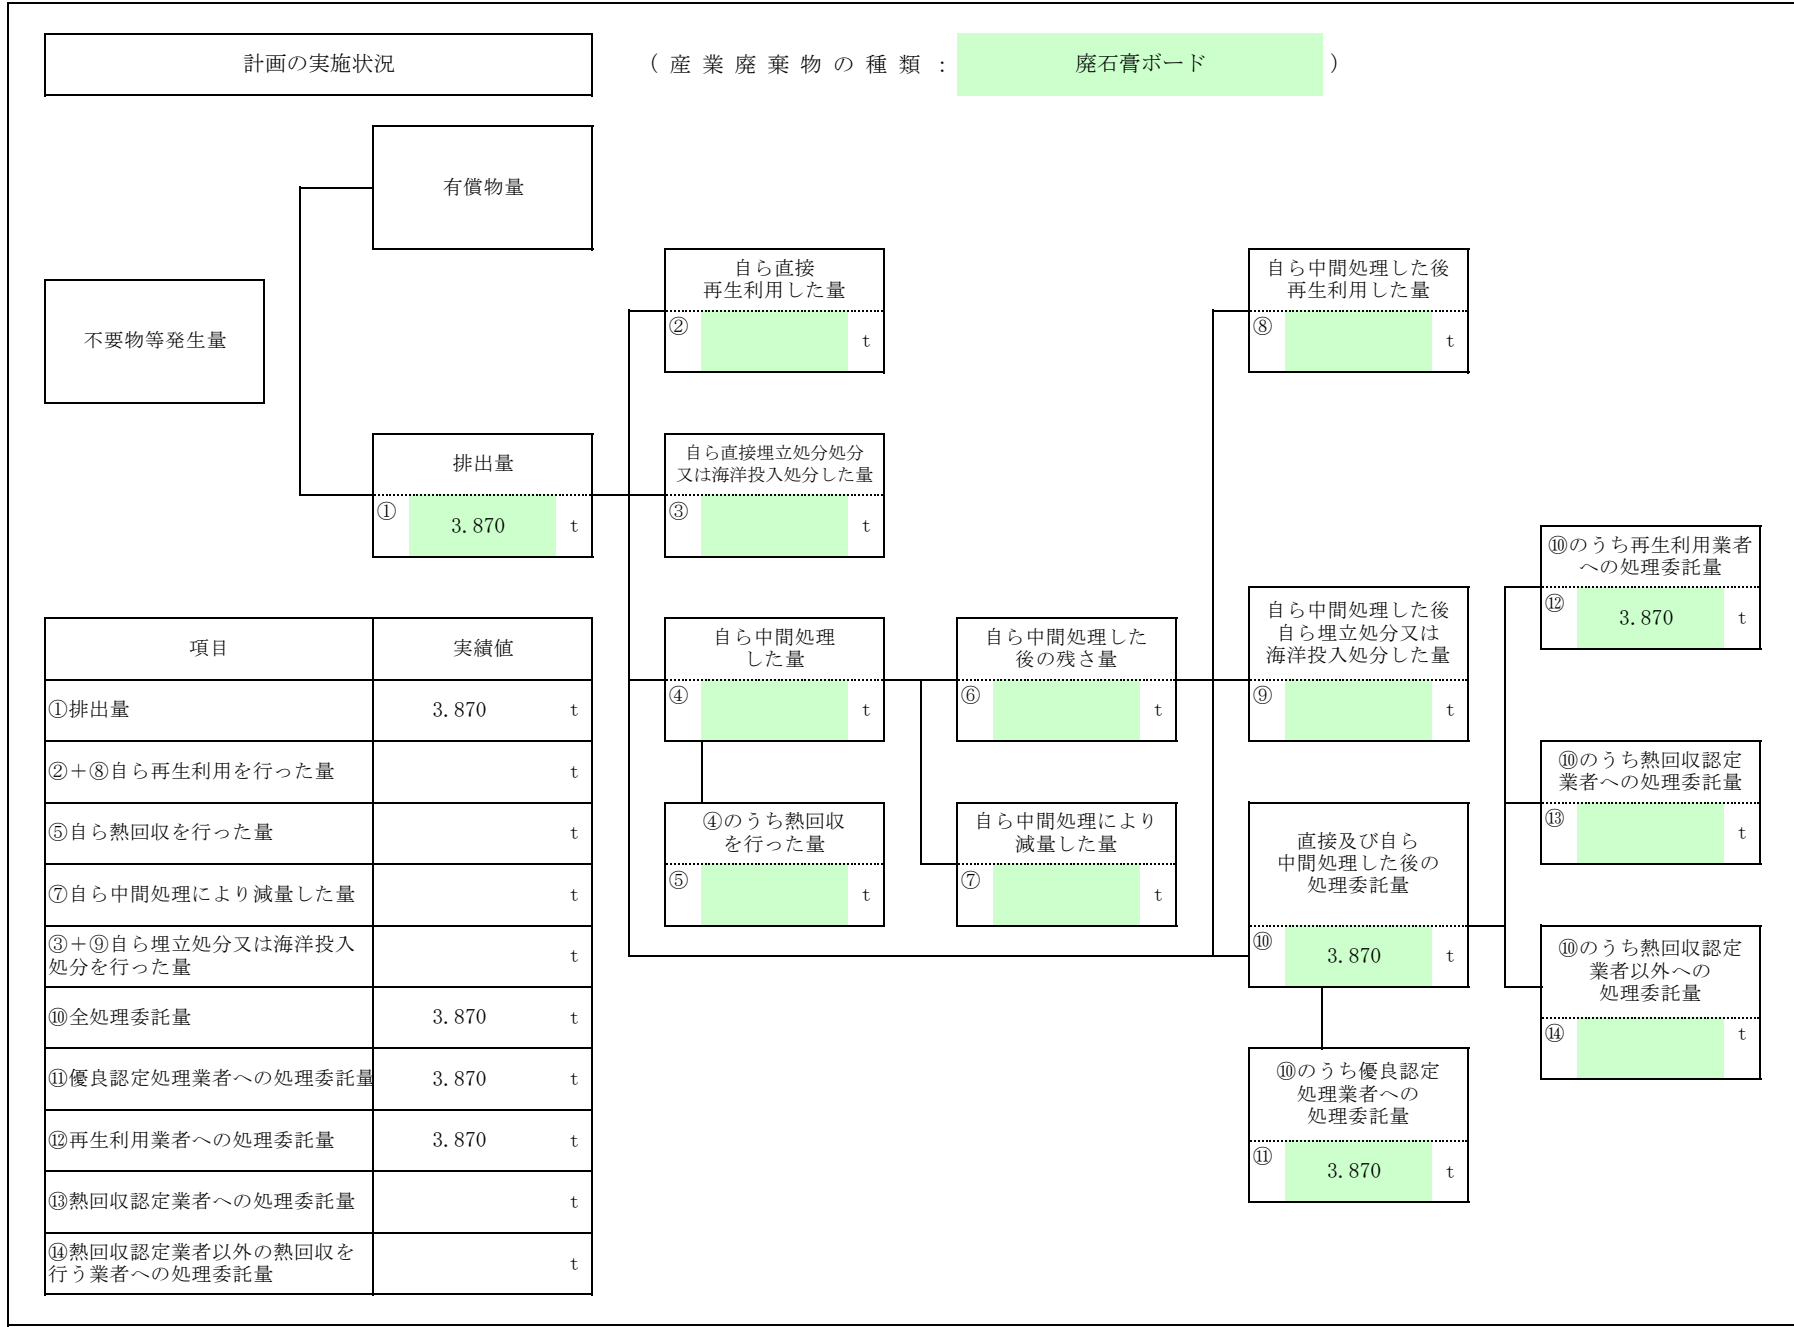 計画の実施状況
（産業廃棄物の種類：
廃石膏ボード
）
有償物量
不要物等発生量
排出量
①
3.870
t
自ら直接
再生利用した量
②
t
自ら直接埋立処分処分
又は海洋投入処分した量
③
t
自ら中間処理
した量
④
t
④のうち熱回収
を行った量
⑤
t
自ら中間処理した
後の残さ量
⑥
t
自ら中間処理により
減量した量
⑦
t
自ら中間処理した後
再生利用した量
⑧
t
自ら中間処理した後
自ら埋立処分又は
海洋投入処分した量
⑨
t
直接及び自ら
中間処理した後の
処理委託量
⑩
3.870
t
⑩のうち優良認定
処理業者への
処理委託量
⑪
3.870
t
⑩のうち再生利用業者
への処理委託量
⑫
3.870
t
⑩のうち熱回収認定
業者への処理委託量
⑬
t
⑩のうち熱回収認定
業者以外への
処理委託量
⑭
t
項目
実績値
①排出量
3.870
t
②＋⑧自ら再生利用を行った量
t
⑤自ら熱回収を行った量
t
⑦自ら中間処理により減量した量
t
③＋⑨自ら埋立処分又は海洋投入
処分を行った量
t
⑩全処理委託量
3.870
t
⑪優良認定処理業者への処理委託量
3.870
t
⑫再生利用業者への処理委託量
3.870
t
⑬熱回収認定業者への処理委託量
t
⑭熱回収認定業者以外の熱回収を
行う業者への処理委託量
t